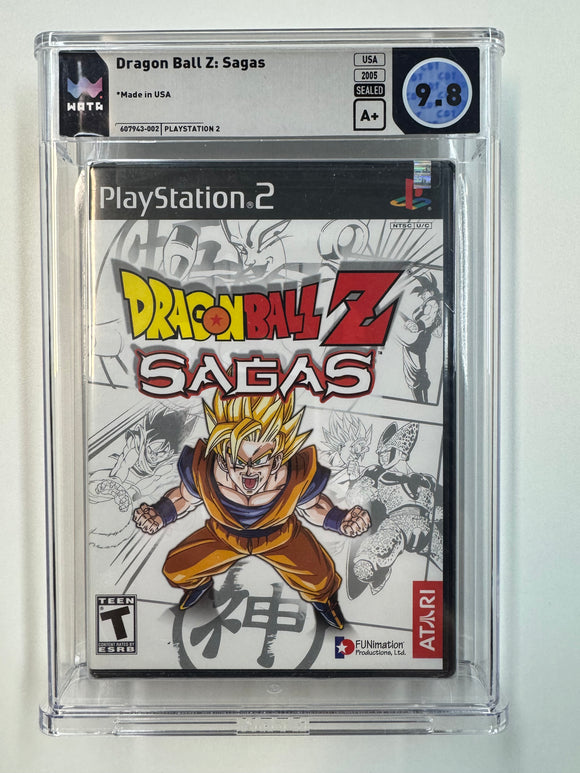 Dragon Ball Z: Sagas
*Made in USA
607943-002 | PLAYSTATION 2
WATA
USA
2005
SEALED
A+
9.8
PlayStation®2
NTSC U/C
DRAGON BALL Z
SAGAS™
神
TEEN
T
CONTENT RATED BY
ESRB
FUNimation
Productions, Ltd.
ATARI